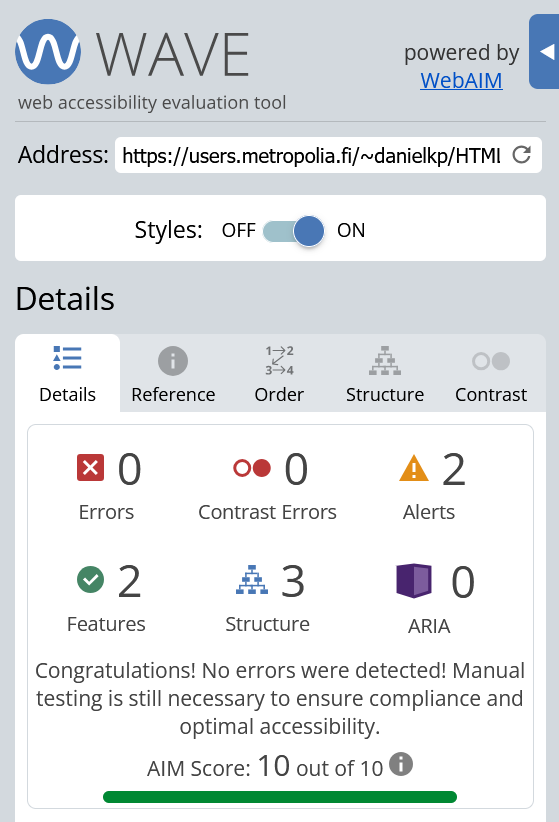 WAVE
web accessibility evaluation tool
powered by
WebAIM
Address: https://users.metropolia.fi/~danielkp/HTML
Styles: OFF ON
Details
1→2
3→4
Details Reference Order Structure Contrast
0 0 2
Errors Contrast Errors Alerts
2 3 0
Features Structure ARIA
Congratulations! No errors were detected! Manual
testing is still necessary to ensure compliance and
optimal accessibility.
AIM Score: 10 out of 10